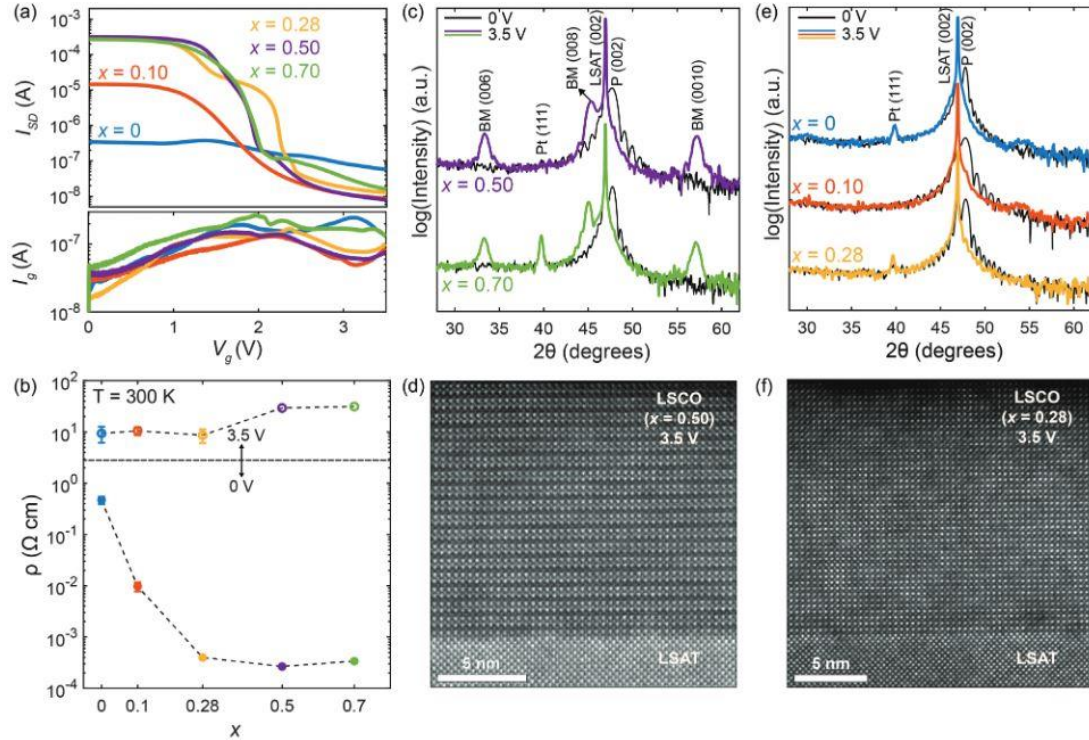 (a)
x = 0.28
x = 0.50
x = 0.70
x = 0.10
x = 0
I_SD (A)
10⁻³
10⁻⁴
10⁻⁵
10⁻⁶
10⁻⁷
10⁻⁸
I_g (A)
10⁻⁷
10⁻⁸
0 1 2 3
V_g (V)
(b)
T = 300 K
3.5 V
0 V
ρ (Ω cm)
10²
10¹
10⁰
10⁻¹
10⁻²
10⁻³
10⁻⁴
0 0.1 0.28 0.5 0.7
x
(c)
0 V
3.5 V
BM (006)
Pt (111)
BM (008)
LSAT (002)
P (002)
BM (0010)
x = 0.50
x = 0.70
log(Intensity) (a.u.)
30 35 40 45 50 55 60
2θ (degrees)
(d)
LSCO
(x = 0.50)
3.5 V
LSAT
5 nm
(e)
0 V
3.5 V
Pt (111)
LSAT (002)
P (002)
x = 0
x = 0.10
x = 0.28
log(Intensity) (a.u.)
30 35 40 45 50 55 60
2θ (degrees)
(f)
LSCO
(x = 0.28)
3.5 V
LSAT
5 nm